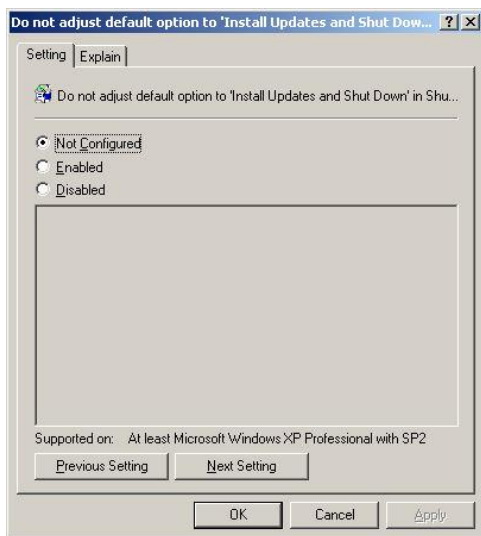 Do not adjust default option to 'Install Updates and Shut Dow...
Setting
Explain
Do not adjust default option to 'Install Updates and Shut Down' in Shu...
Not Configured
Enabled
Disabled
Supported on: At least Microsoft Windows XP Professional with SP2
Previous Setting
Next Setting
OK
Cancel
Apply